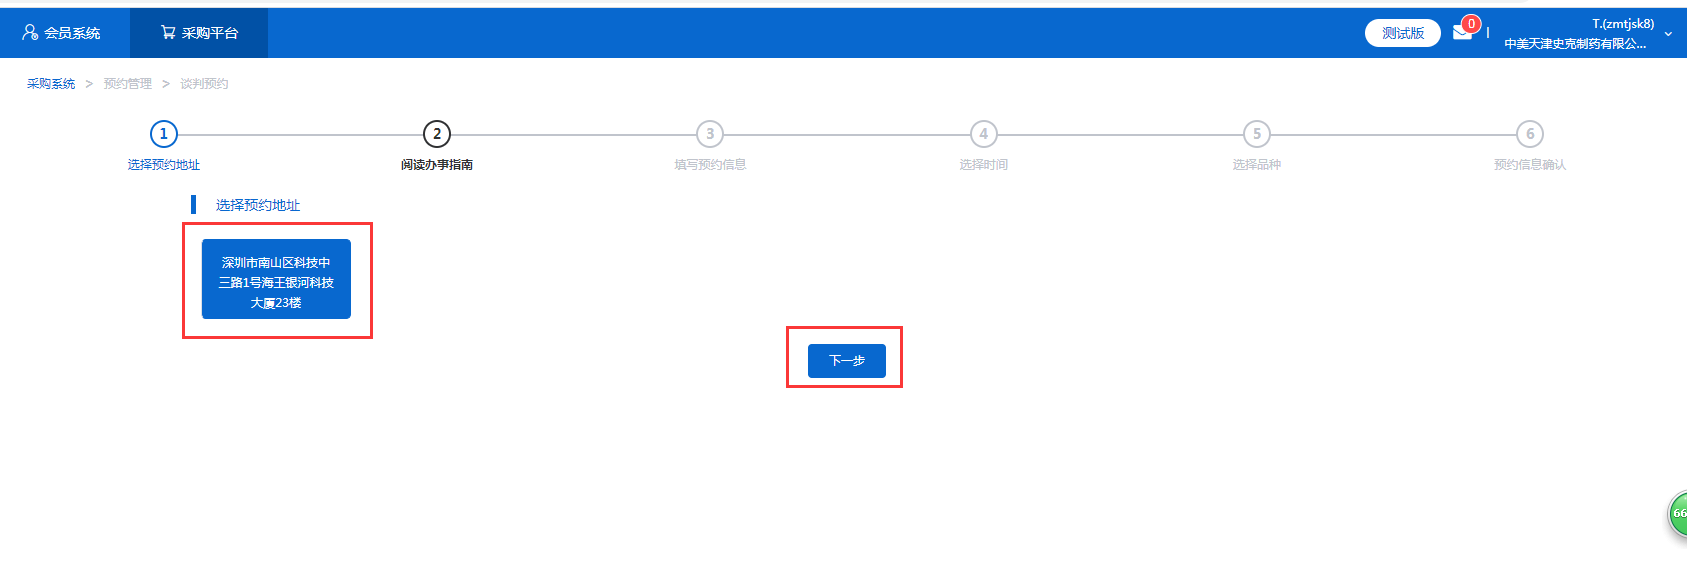 会员系统
采购平台
测试版
0
T.(zmtjsk8)
中美天津史克制药有限公...
采购系统 > 预约管理 > 谈判预约
1
2
3
4
5
6
选择预约地址
阅读办事指南
填写预约信息
选择时间
选择品种
预约信息确认
选择预约地址
深圳市南山区科技中
三路1号海王银河科技
大厦23楼
下一步
66